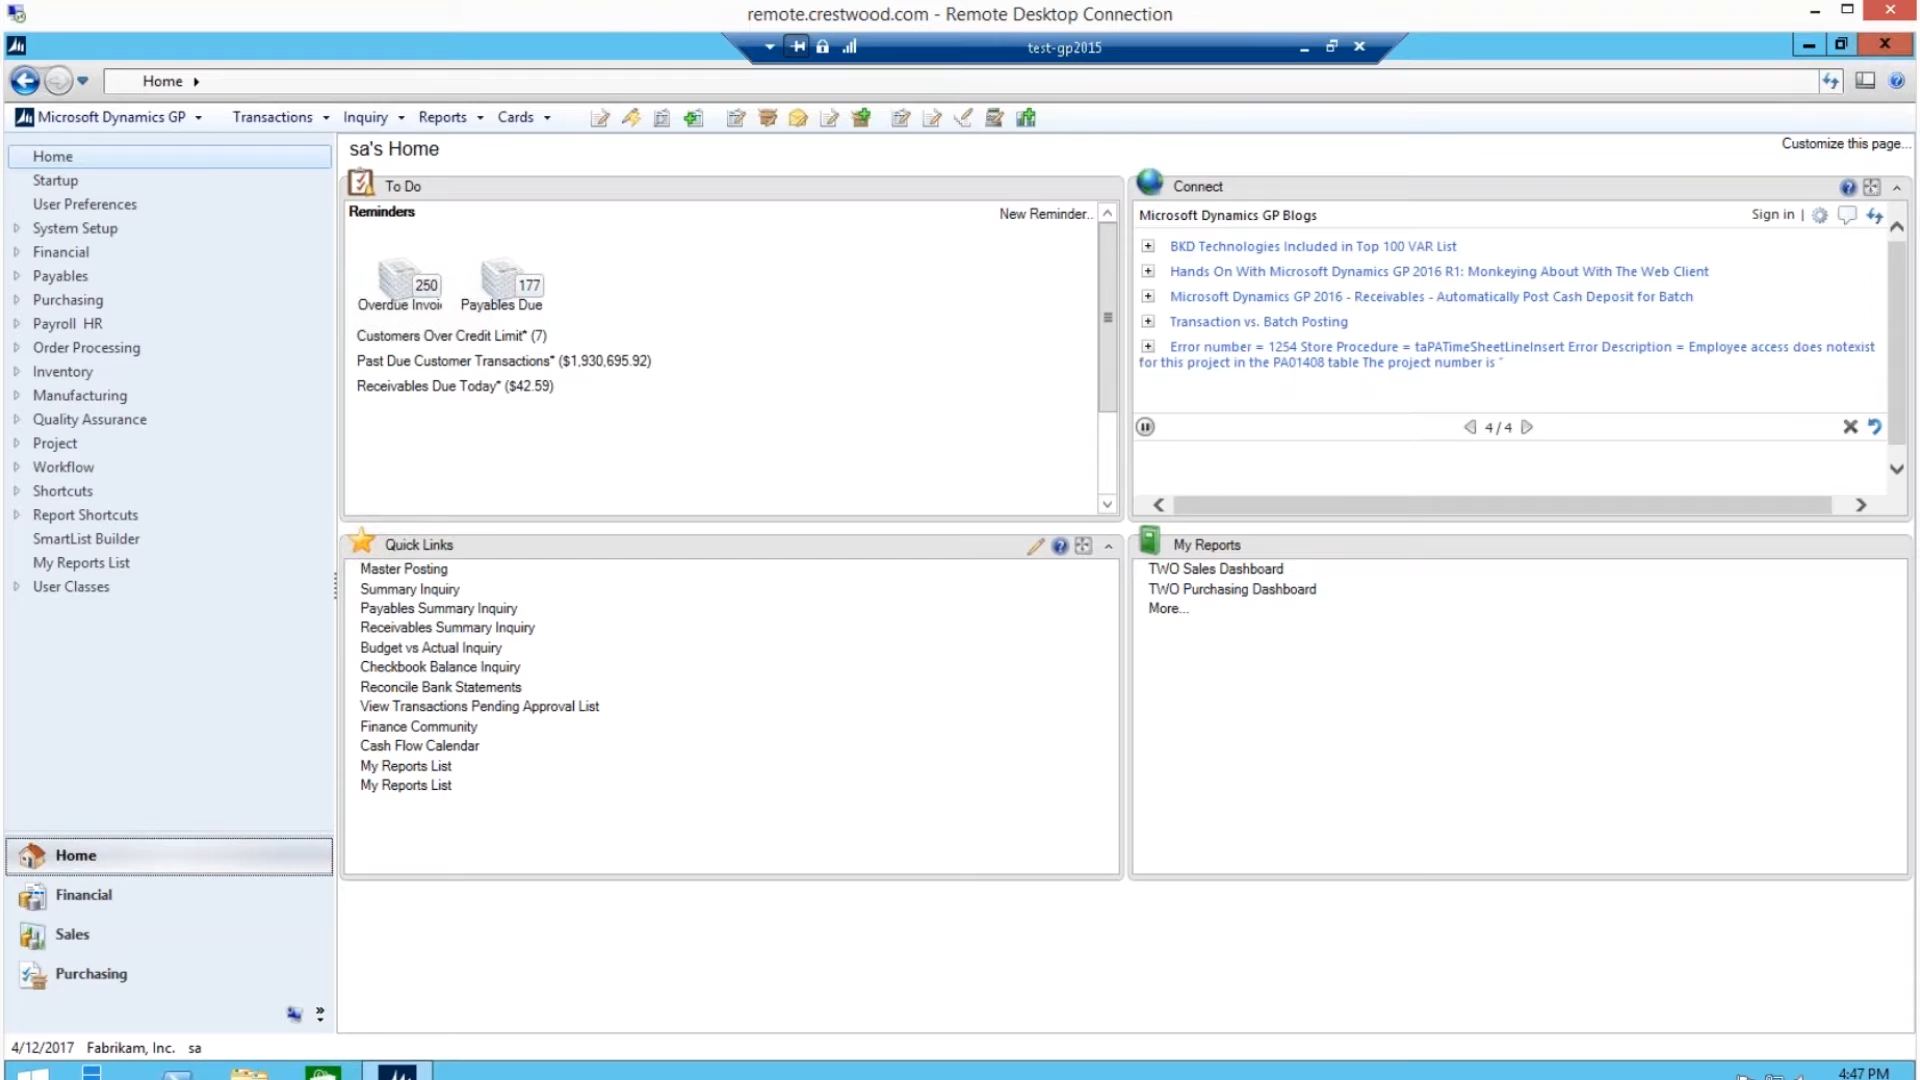 remote.crestwood.com - Remote Desktop Connection
test-gp2015
Home
Microsoft Dynamics GP Transactions Inquiry Reports Cards
Home
Startup
User Preferences
System Setup
Financial
Payables
Purchasing
Payroll HR
Order Processing
Inventory
Manufacturing
Quality Assurance
Project
Workflow
Shortcuts
Report Shortcuts
SmartList Builder
My Reports List
User Classes
Home
Financial
Sales
Purchasing
sa's Home
Customize this page...
To Do
Reminders
New Reminder..
250
Overdue Invoi
177
Payables Due
Customers Over Credit Limit* (7)
Past Due Customer Transactions* ($1,930,695.92)
Receivables Due Today* ($42.59)
Connect
Microsoft Dynamics GP Blogs
Sign in |
BKD Technologies Included in Top 100 VAR List
Hands On With Microsoft Dynamics GP 2016 R1: Monkeying About With The Web Client
Microsoft Dynamics GP 2016 - Receivables - Automatically Post Cash Deposit for Batch
Transaction vs. Batch Posting
Error number = 1254 Store Procedure = taPATimeSheetLineInsert Error Description = Employee access does notexist
for this project in the PA01408 table The project number is "
4/4
Quick Links
Master Posting
Summary Inquiry
Payables Summary Inquiry
Receivables Summary Inquiry
Budget vs Actual Inquiry
Checkbook Balance Inquiry
Reconcile Bank Statements
View Transactions Pending Approval List
Finance Community
Cash Flow Calendar
My Reports List
My Reports List
My Reports
TWO Sales Dashboard
TWO Purchasing Dashboard
More...
4/12/2017 Fabrikam, Inc. sa
4:47 PM